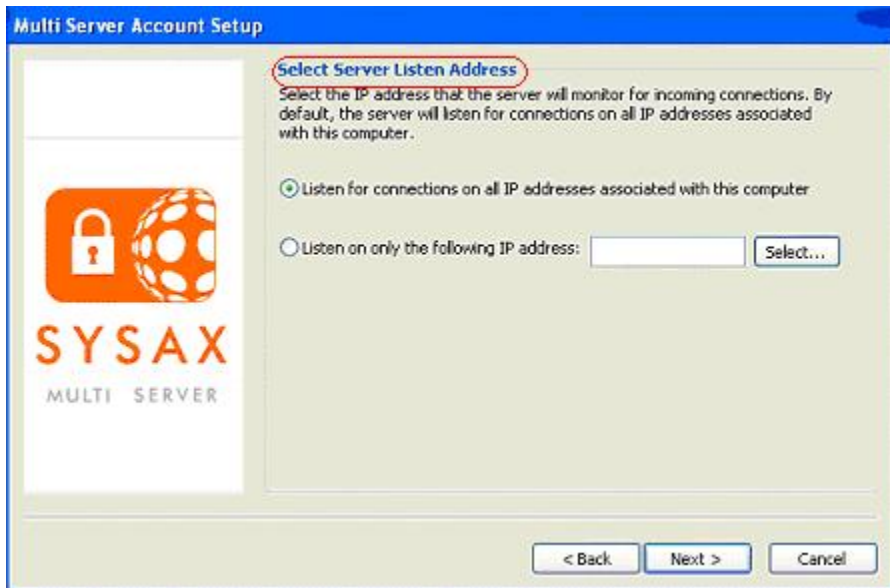 Multi Server Account Setup
Select Server Listen Address
Select the IP address that the server will monitor for incoming connections. By
default, the server will listen for connections on all IP addresses associated
with this computer.
Listen for connections on all IP addresses associated with this computer
Listen on only the following IP address:
Select...
SYSAX
MULTI SERVER
< Back
Next >
Cancel